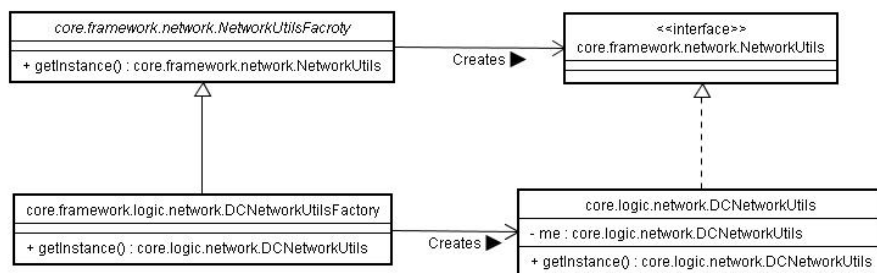 core.framework.network.NetworkUtilsFacroty
+ getInstance() : core.framework.network.NetworkUtils
Creates
<<interface>>
core.framework.network.NetworkUtils
core.framework.logic.network.DCNetworkUtilsFactory
+ getInstance() : core.logic.network.DCNetworkUtils
Creates
core.logic.network.DCNetworkUtils
- me : core.logic.network.DCNetworkUtils
+ getInstance() : core.logic.network.DCNetworkUtils